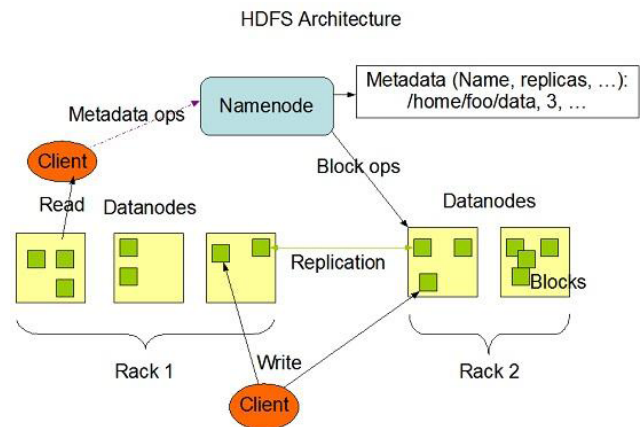 HDFS Architecture
Metadata (Name, replicas, …):
/home/foo/data, 3, …
Namenode
Metadata ops
Client
Block ops
Read
Datanodes
Datanodes
Replication
Blocks
Write
Rack 1
Rack 2
Client